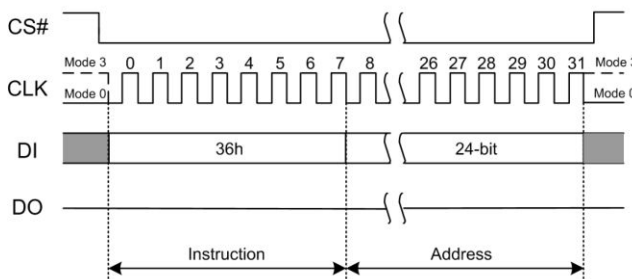 CS#
Mode 3 0 1 2 3 4 5 6 7 8 26 27 28 29 30 31 Mode 3
CLK
Mode 0 Mode 0
DI 36h 24-bit
DO
Instruction Address